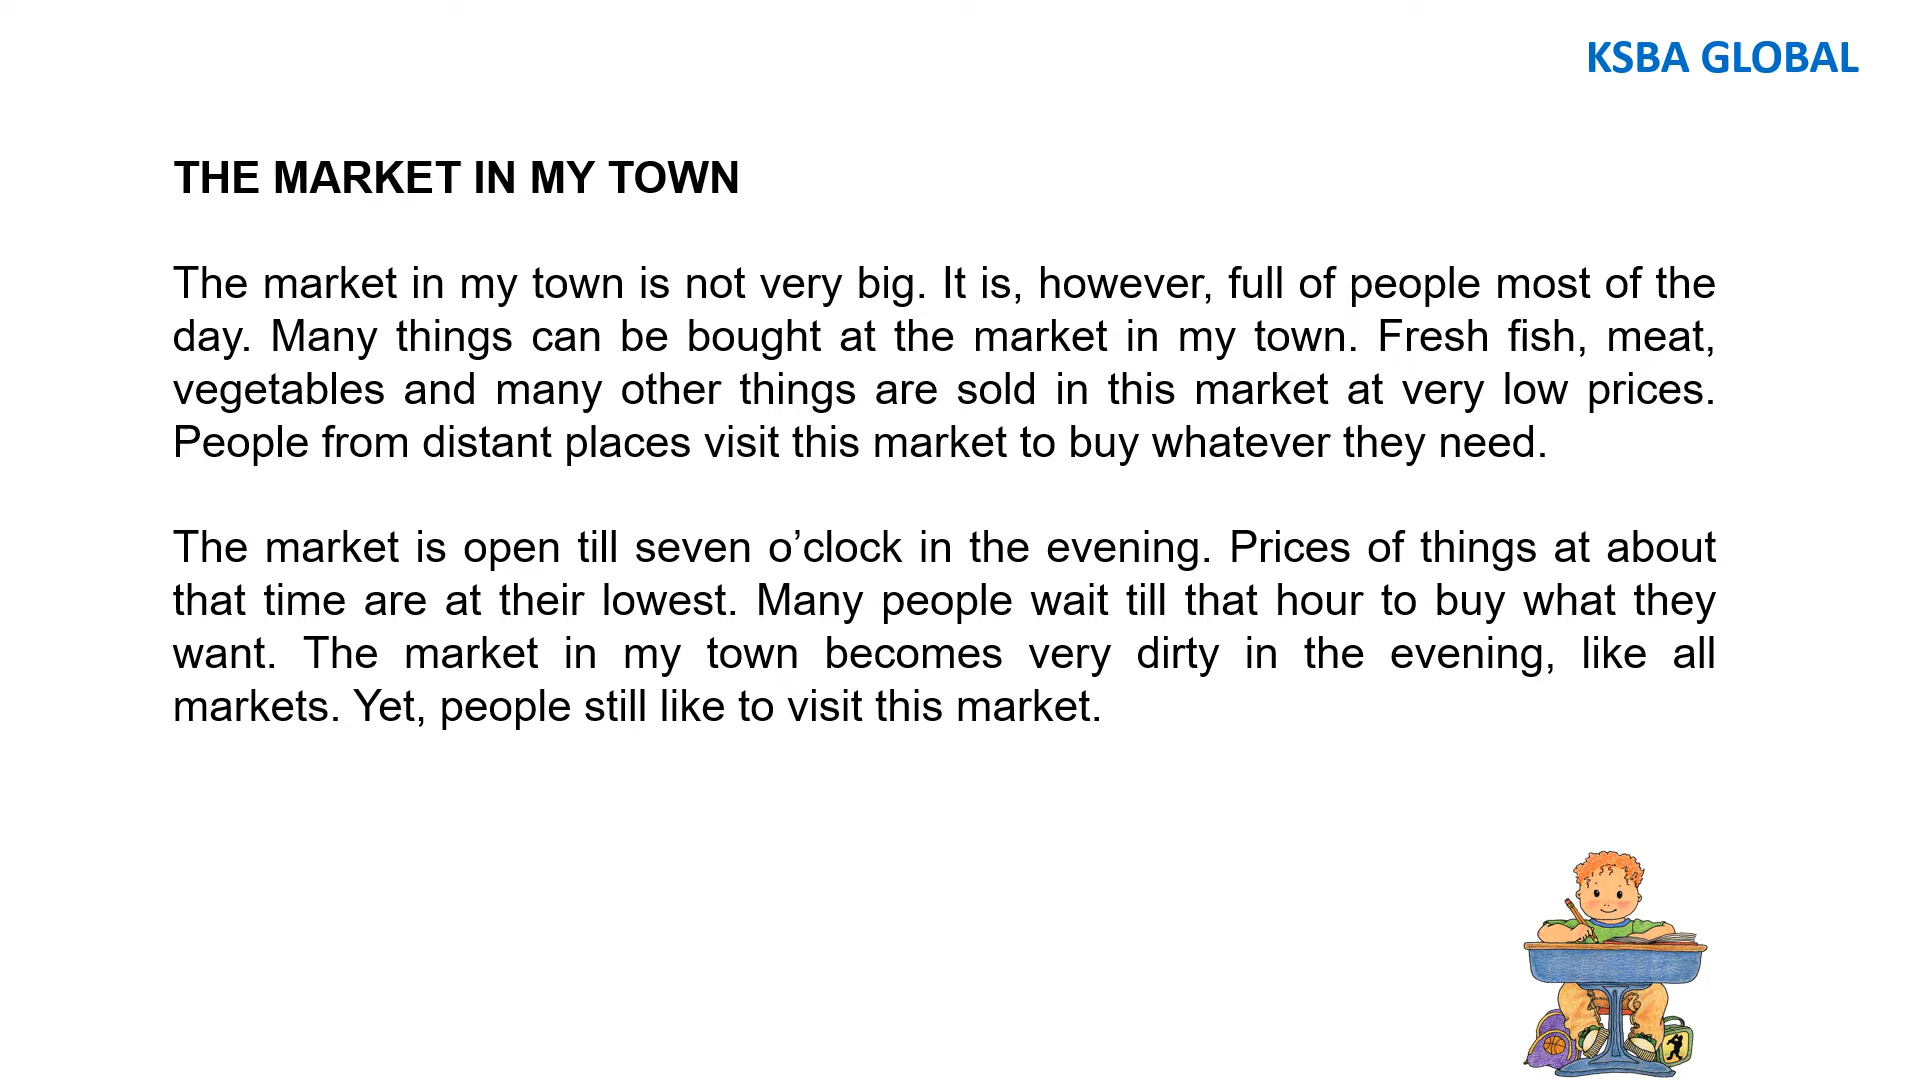 KSBA GLOBAL
THE MARKET IN MY TOWN
The market in my town is not very big. It is, however, full of people most of the
day. Many things can be bought at the market in my town. Fresh fish, meat,
vegetables and many other things are sold in this market at very low prices.
People from distant places visit this market to buy whatever they need.
The market is open till seven o’clock in the evening. Prices of things at about
that time are at their lowest. Many people wait till that hour to buy what they
want. The market in my town becomes very dirty in the evening, like all
markets. Yet, people still like to visit this market.